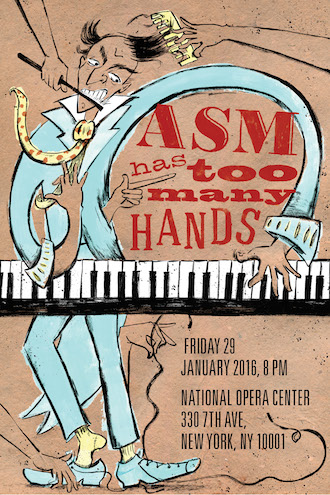 ASM
has too
many
HANDS
FRIDAY 29
JANUARY 2016, 8 PM
NATIONAL OPERA CENTER
330 7TH AVE,
NEW YORK, NY 10001